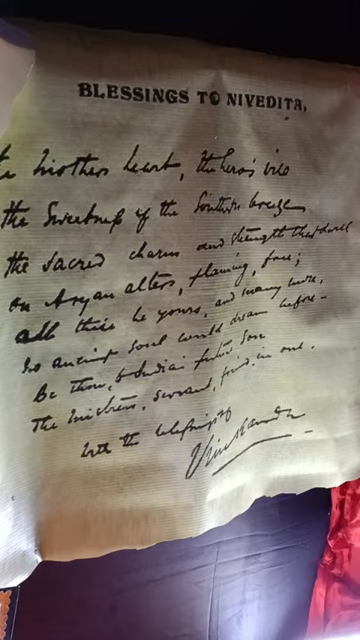 BLESSINGS TO NIVEDITA,
The mother's heart, the hero's will
The sweetness of the southern breeze
The sacred charm and strength that dwell
On Aryan altars, flaming, free;
All these be yours, and many more,
No ancient soul could dream before—
Be thou, to India's future son
The mistress, servant, friend in one.
With the blessings of
Vivekananda